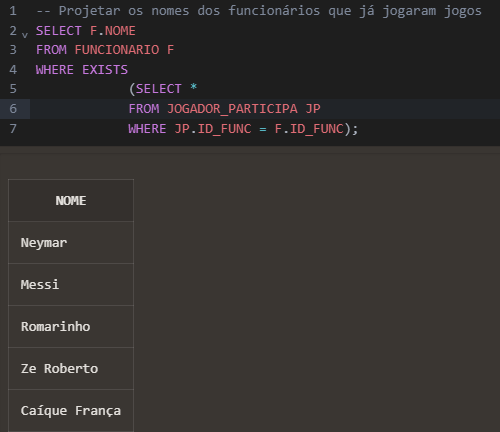 1 -- Projetar os nomes dos funcionários que já jogaram jogos
2 SELECT F.NOME
3 FROM FUNCIONARIO F
4 WHERE EXISTS
5 (SELECT *
6 FROM JOGADOR_PARTICIPA JP
7 WHERE JP.ID_FUNC = F.ID_FUNC);
NOME
Neymar
Messi
Romarinho
Ze Roberto
Caíque França